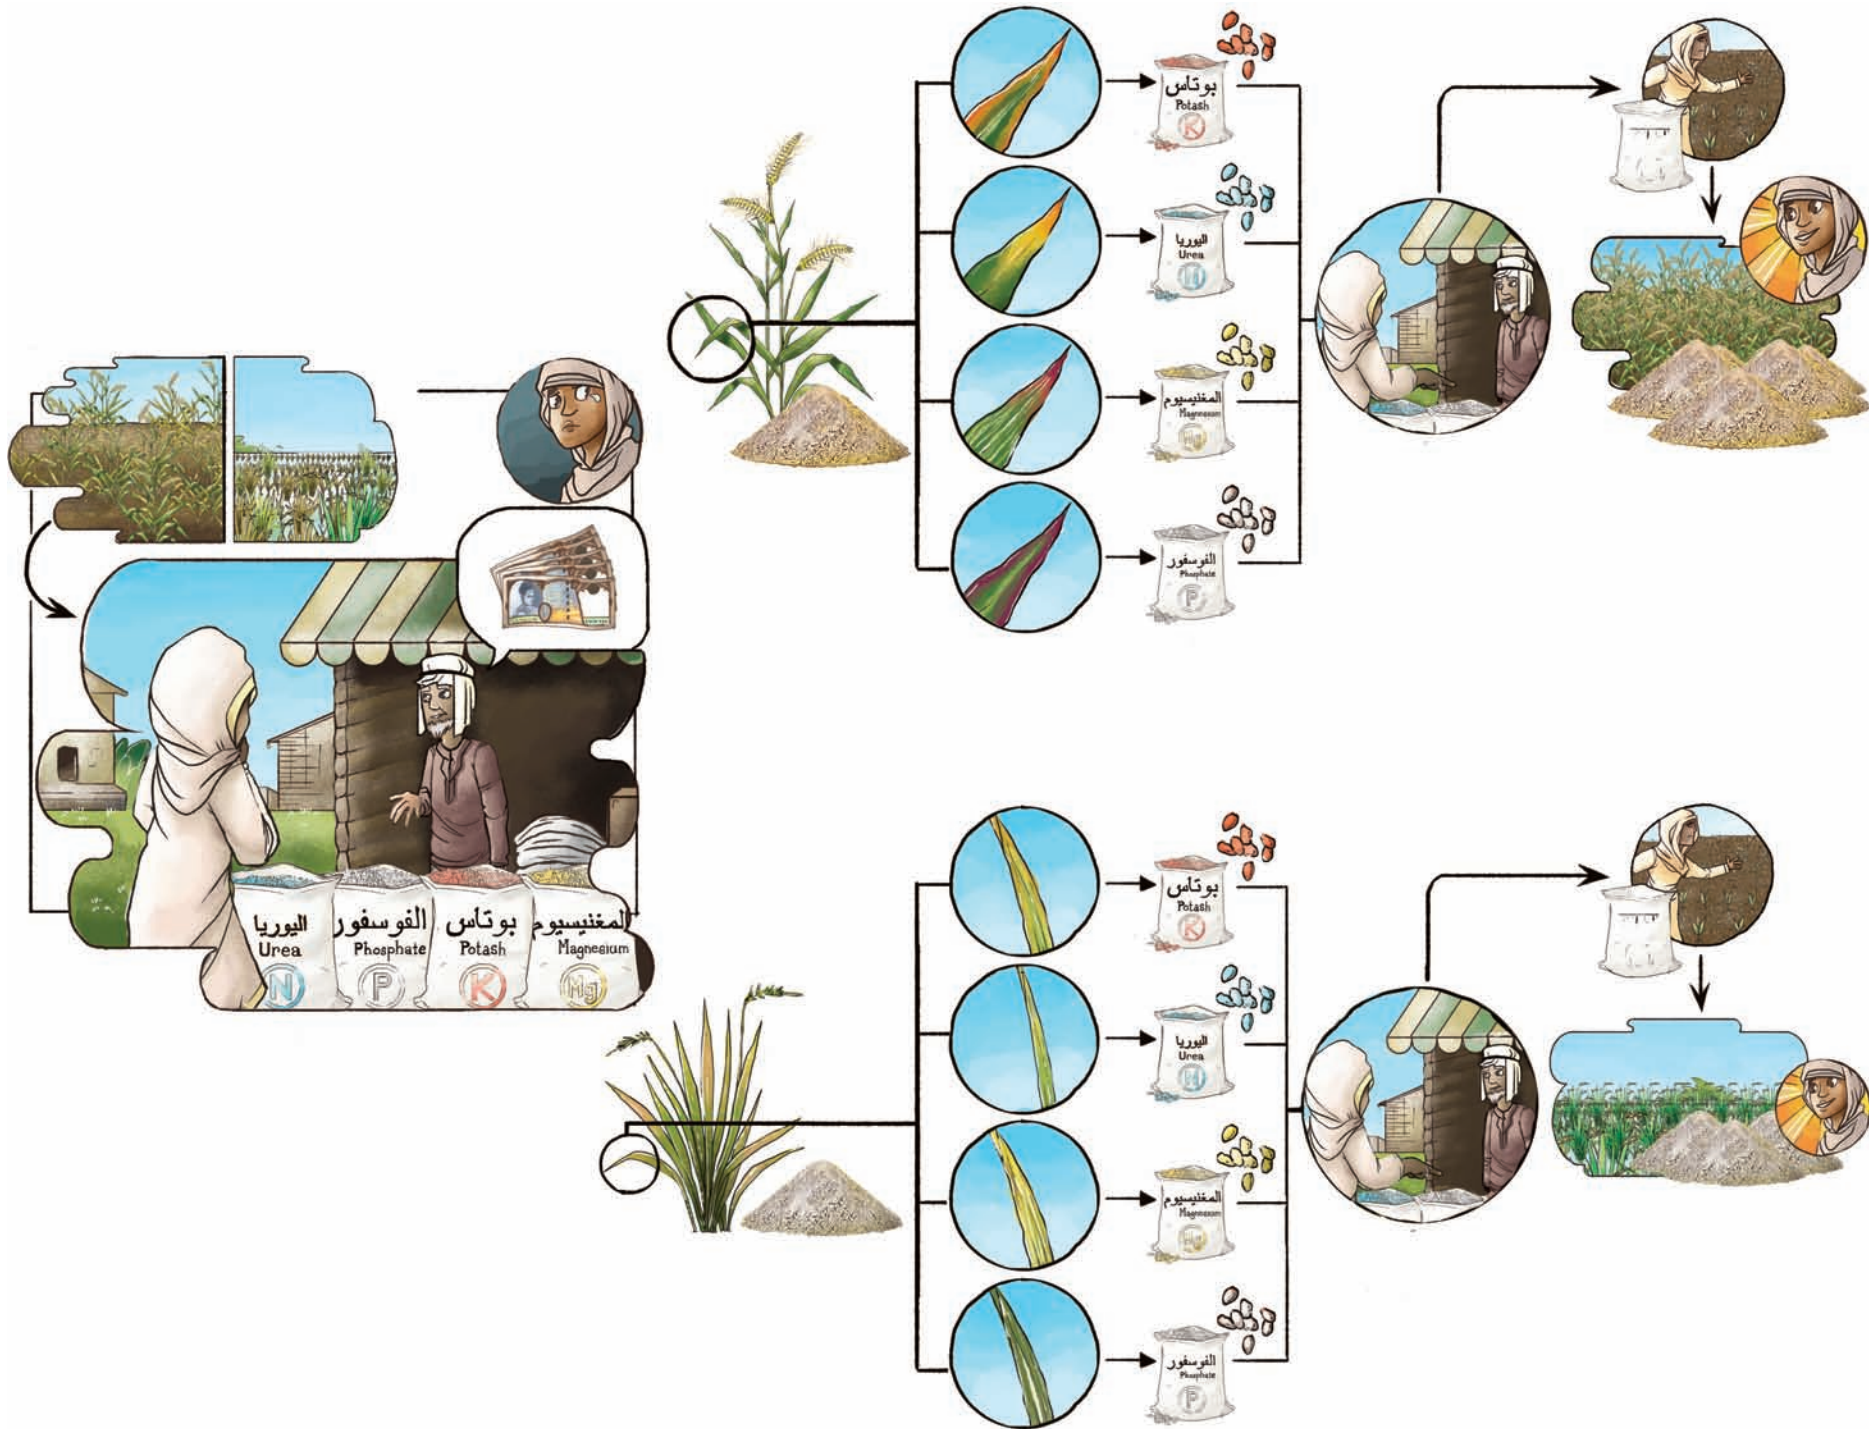 اليوريا
Urea
N
الفوسفور
Phosphate
P
بوتاس
Potash
K
المغنيسيوم
Magnesium
Mg
بوتاس
Potash
K
اليوريا
Urea
N
المغنيسيوم
Magnesium
Mg
الفوسفور
Phosphate
P
بوتاس
Potash
K
اليوريا
Urea
N
المغنيسيوم
Magnesium
Mg
الفوسفور
Phosphate
P